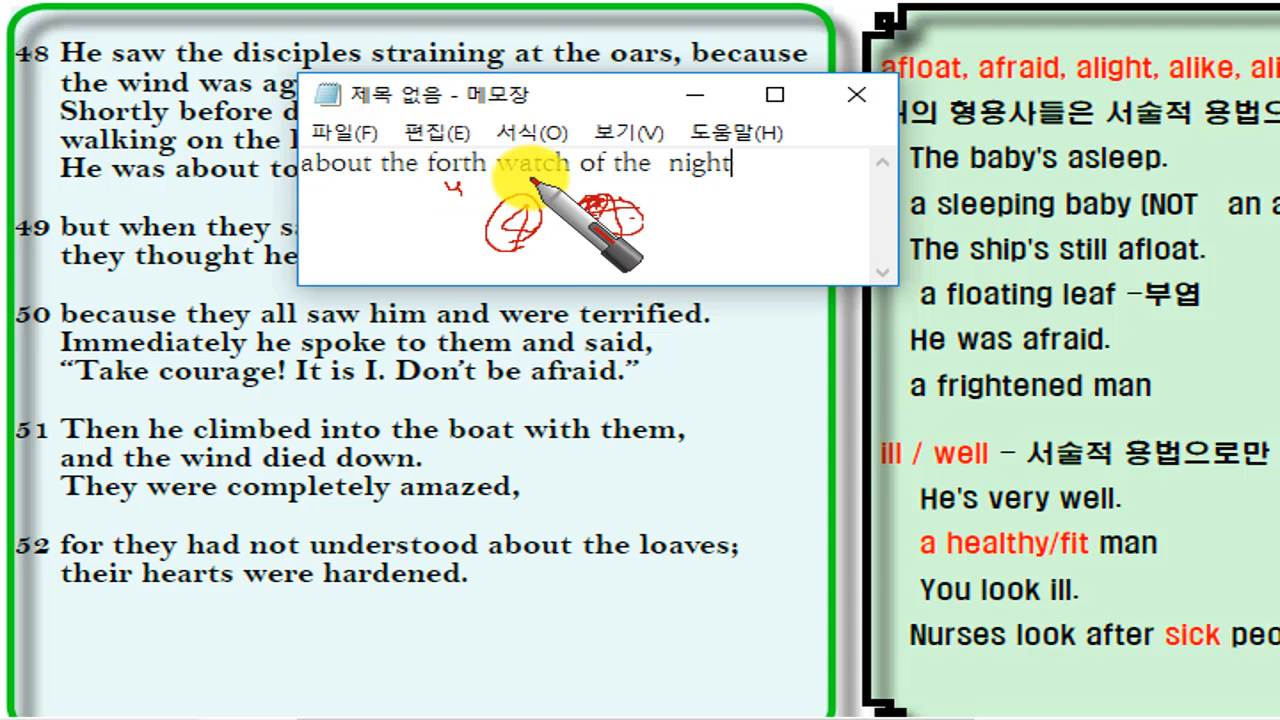 48 He saw the disciples straining at the oars, because
the wind was ag
Shortly before d
walking on the l
He was about to
49 but when they sa
they thought he
50 because they all saw him and were terrified.
Immediately he spoke to them and said,
“Take courage! It is I. Don’t be afraid.”
51 Then he climbed into the boat with them,
and the wind died down.
They were completely amazed,
52 for they had not understood about the loaves;
their hearts were hardened.
제목 없음 - 메모장
파일(F) 편집(E) 서식(O) 보기(V) 도움말(H)
about the forth watch of the night
4
afloat, afraid, alight, alike, ali
의 형용사들은 서술적 용법으
The baby's asleep.
a sleeping baby (NOT an a
The ship's still afloat.
a floating leaf -부엽
He was afraid.
a frightened man
ill / well - 서술적 용법으로만
He's very well.
a healthy/fit man
You look ill.
Nurses look after sick peo